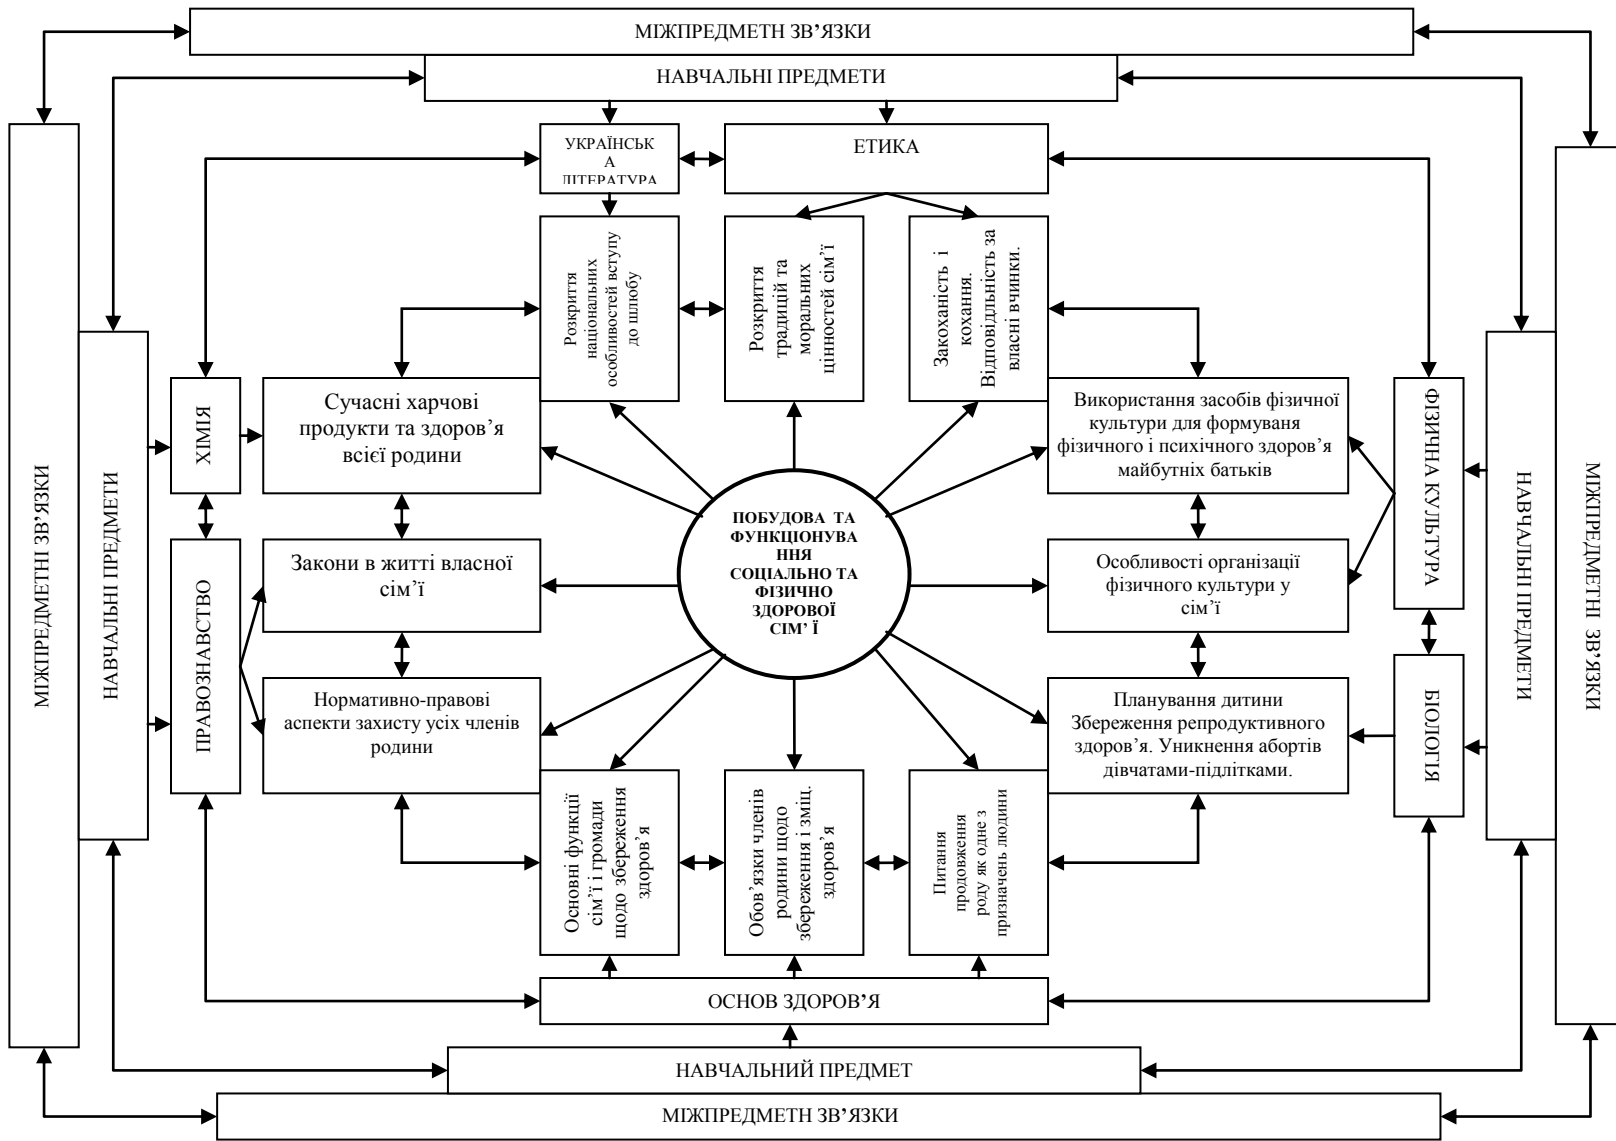 МІЖПРЕДМЕТН ЗВ’ЯЗКИ
НАВЧАЛЬНІ ПРЕДМЕТИ
УКРАЇНСЬК
А
ЛІТЕРАТУРА
ЕТИКА
Розкриття
національних
особливостей вступу
до шлюбу
Розкриття
традицій та
моральних
цінностей сім’ї
Закоханість і
кохання.
Відповідльність за
власні вчинки.
МІЖПРЕДМЕТНІ ЗВ’ЯЗКИ
НАВЧАЛЬНІ ПРЕДМЕТИ
ХІМІЯ
Сучасні харчові
продукти та здоров’я
всієї родини
Використання засобів фізичної
культури для формуваня
фізичного і психічного здоров’я
майбутніх батьків
ФІЗИЧНА КУЛЬТУРА
НАВЧАЛЬНІ ПРЕДМЕТИ
МІЖПРЕДМЕТНІ ЗВ’ЯЗКИ
ПРАВОЗНАВСТВО
Закони в житті власної
сім’ї
ПОБУДОВА ТА
ФУНКЦІОНУВА
ННЯ
СОЦІАЛЬНО ТА
ФІЗИЧНО
ЗДОРОВОЇ
СІМ’ Ї
Особливості організації
фізичного культури у
сім’ї
Нормативно-правові
аспекти захисту усіх членів
родини
Планування дитини
Збереження репродуктивного
здоров’я. Уникнення абортів
дівчатами-підлітками.
БІОЛОГІЯ
Основні функції
сім’ї і громади
щодо збереження
здоров’я
Обов’язки членів
родини щодо
збереження і зміц.
здоров’я
Питання
продовження
роду як одне з
призначень людини
ОСНОВ ЗДОРОВ’Я
НАВЧАЛЬНИЙ ПРЕДМЕТ
МІЖПРЕДМЕТН ЗВ’ЯЗКИ